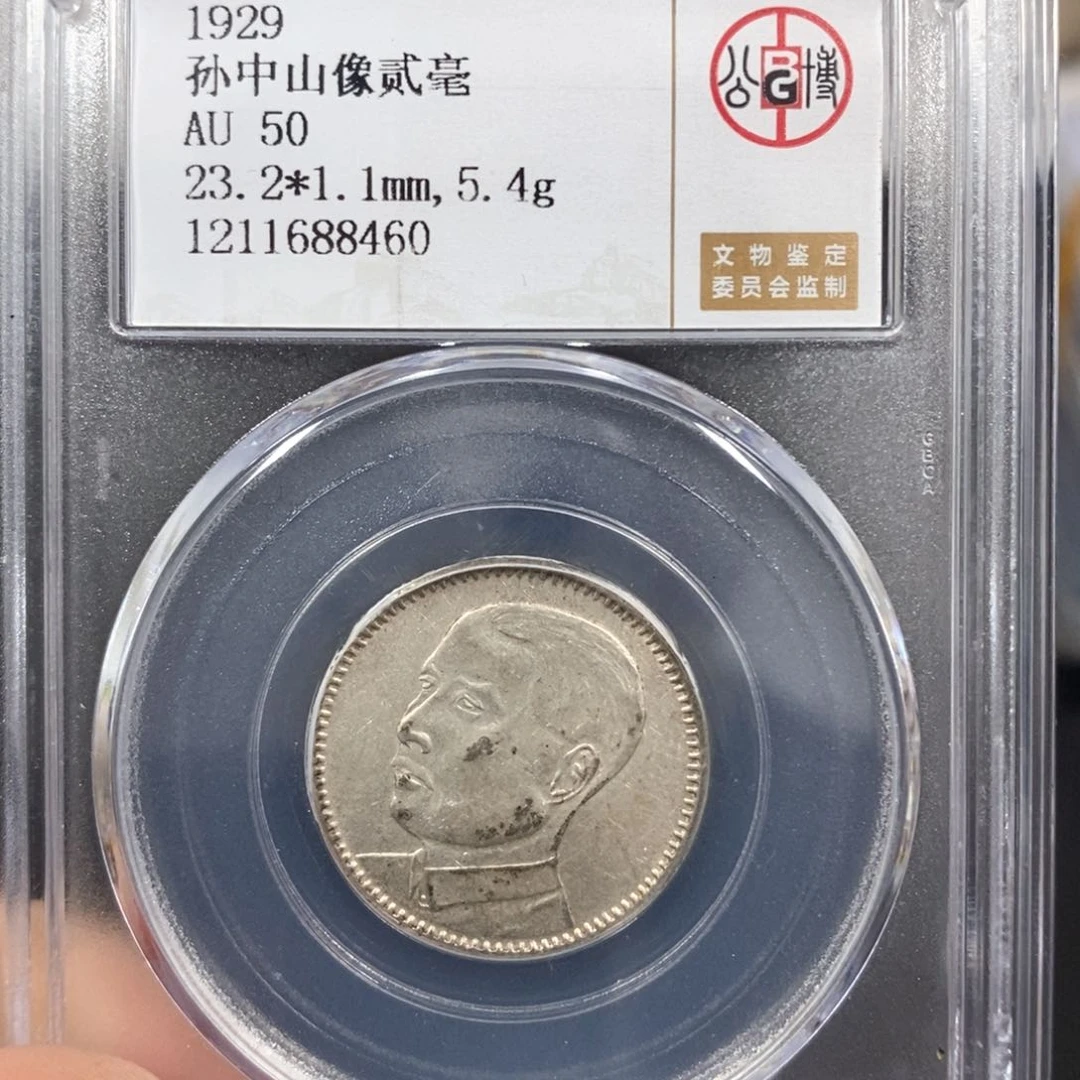 1929
孙中山像贰毫
AU 50
23.2*1.1mm,5.4g
1211688460
公 BG 博
文物鉴定
委员会监制
GBCA